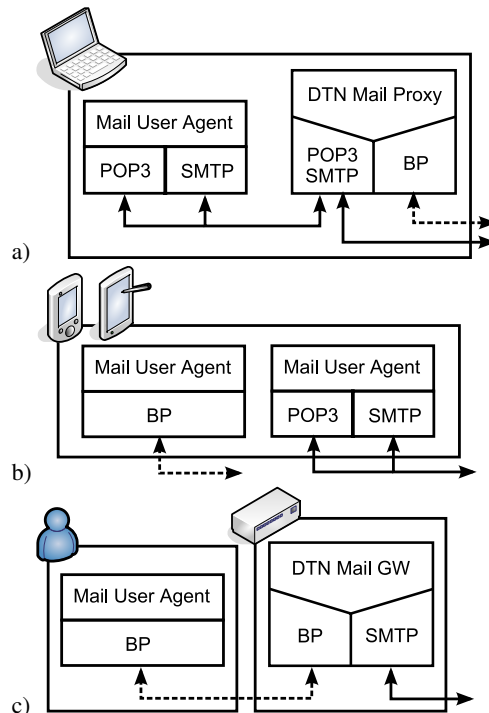 DTN Mail Proxy
Mail User Agent
POP3 SMTP
POP3
SMTP
BP
a)
Mail User Agent
BP
Mail User Agent
POP3 SMTP
b)
Mail User Agent
BP
DTN Mail GW
BP SMTP
c)